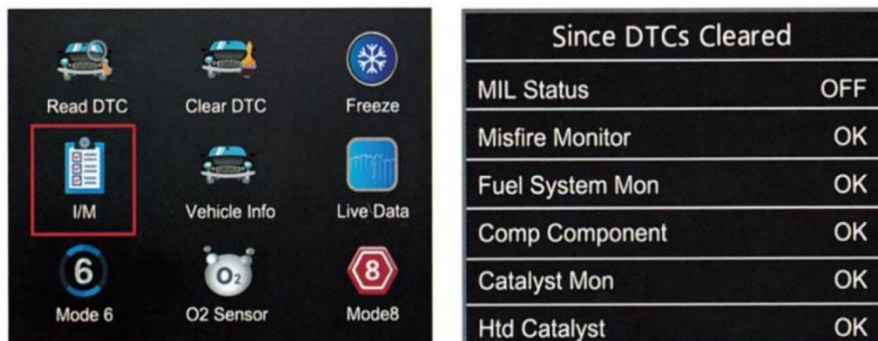 Read DTC
Clear DTC
Freeze
I/M
Vehicle Info
Live Data
6
O2
8
Mode 6
O2 Sensor
Mode8
Since DTCs Cleared
MIL Status OFF
Misfire Monitor OK
Fuel System Mon OK
Comp Component OK
Catalyst Mon OK
Htd Catalyst OK